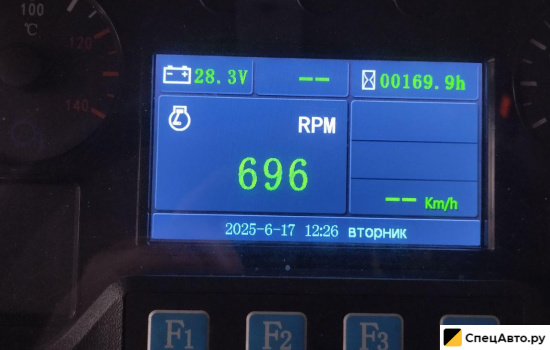 100
℃
120
140
28.3V
--
00169.9h
RPM
696
-- Km/h
2025-6-17 12:26 вторник
F1
F2
F3
СпецАвто.ру